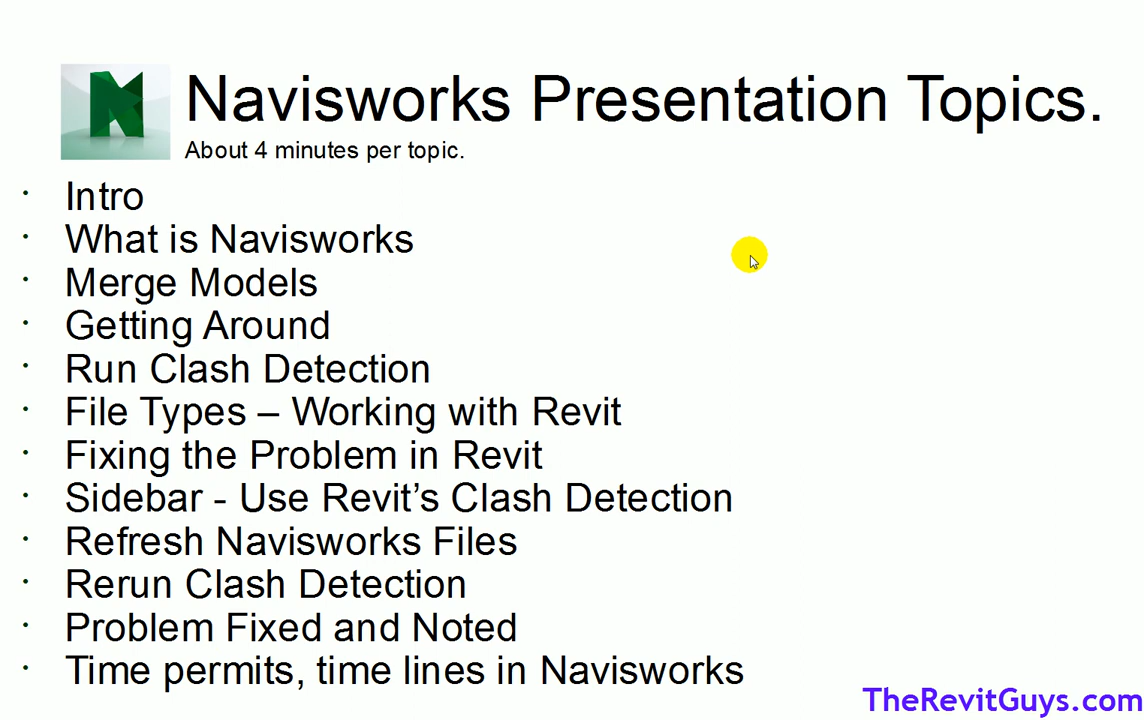 Navisworks Presentation Topics.
About 4 minutes per topic.
· Intro
· What is Navisworks
· Merge Models
· Getting Around
· Run Clash Detection
· File Types – Working with Revit
· Fixing the Problem in Revit
· Sidebar - Use Revit’s Clash Detection
· Refresh Navisworks Files
· Rerun Clash Detection
· Problem Fixed and Noted
· Time permits, time lines in Navisworks
TheRevitGuys.com